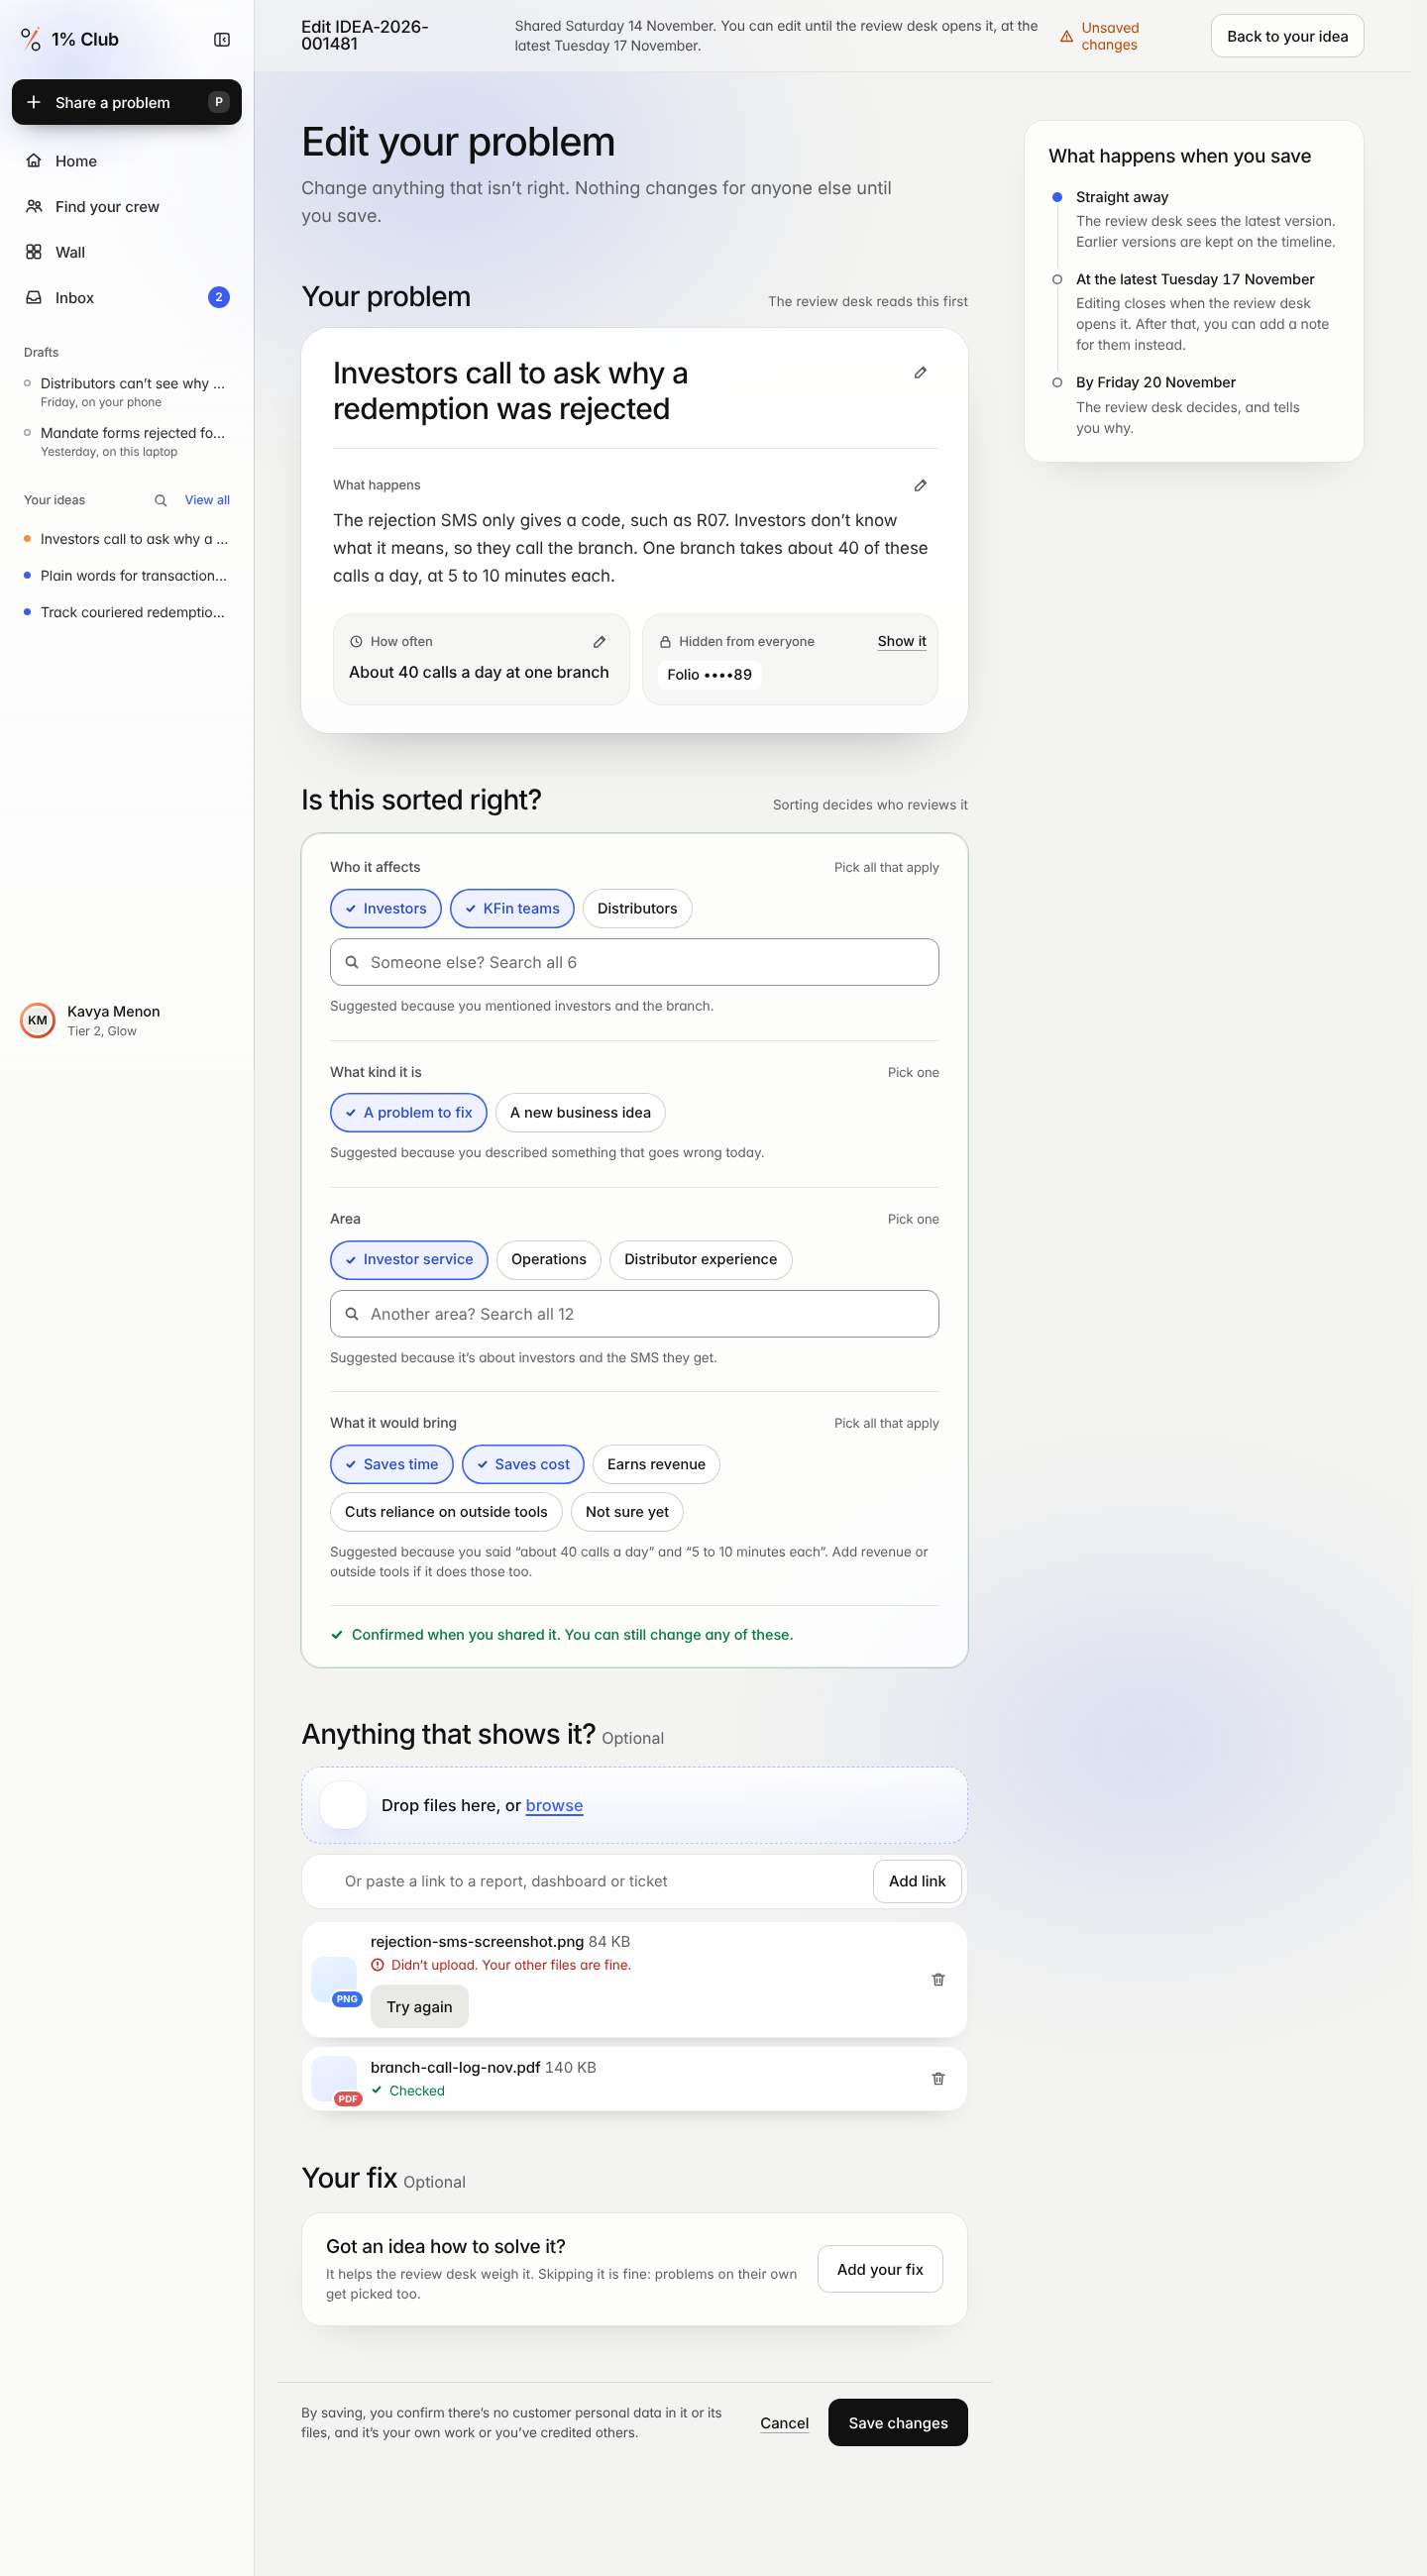 1% Club
Share a problem P
Home
Find your crew
Wall
Inbox 2
Drafts
Distributors can’t see why ...
Friday, on your phone
Mandate forms rejected fo...
Yesterday, on this laptop
Your ideas View all
Investors call to ask why a ...
Plain words for transaction...
Track couriered redemptio...
KM Kavya Menon
Tier 2, Glow
Edit IDEA-2026-
001481
Shared Saturday 14 November. You can edit until the review desk opens it, at the
latest Tuesday 17 November.
Unsaved
changes
Back to your idea
Edit your problem
Change anything that isn’t right. Nothing changes for anyone else until
you save.
Your problem
The review desk reads this first
Investors call to ask why a
redemption was rejected
What happens
The rejection SMS only gives a code, such as R07. Investors don’t know
what it means, so they call the branch. One branch takes about 40 of these
calls a day, at 5 to 10 minutes each.
How often
About 40 calls a day at one branch
Hidden from everyone Show it
Folio ••••89
Is this sorted right?
Sorting decides who reviews it
Who it affects Pick all that apply
Investors KFin teams Distributors
Someone else? Search all 6
Suggested because you mentioned investors and the branch.
What kind it is Pick one
A problem to fix A new business idea
Suggested because you described something that goes wrong today.
Area Pick one
Investor service Operations Distributor experience
Another area? Search all 12
Suggested because it’s about investors and the SMS they get.
What it would bring Pick all that apply
Saves time Saves cost Earns revenue
Cuts reliance on outside tools Not sure yet
Suggested because you said “about 40 calls a day” and “5 to 10 minutes each”. Add revenue or
outside tools if it does those too.
Confirmed when you shared it. You can still change any of these.
Anything that shows it? Optional
Drop files here, or browse
Or paste a link to a report, dashboard or ticket Add link
rejection-sms-screenshot.png 84 KB
Didn’t upload. Your other files are fine.
PNG
Try again
branch-call-log-nov.pdf 140 KB
Checked
PDF
Your fix Optional
Got an idea how to solve it?
It helps the review desk weigh it. Skipping it is fine: problems on their own
get picked too.
Add your fix
By saving, you confirm there’s no customer personal data in it or its
files, and it’s your own work or you’ve credited others.
Cancel Save changes
What happens when you save
Straight away
The review desk sees the latest version.
Earlier versions are kept on the timeline.
At the latest Tuesday 17 November
Editing closes when the review desk
opens it. After that, you can add a note
for them instead.
By Friday 20 November
The review desk decides, and tells
you why.